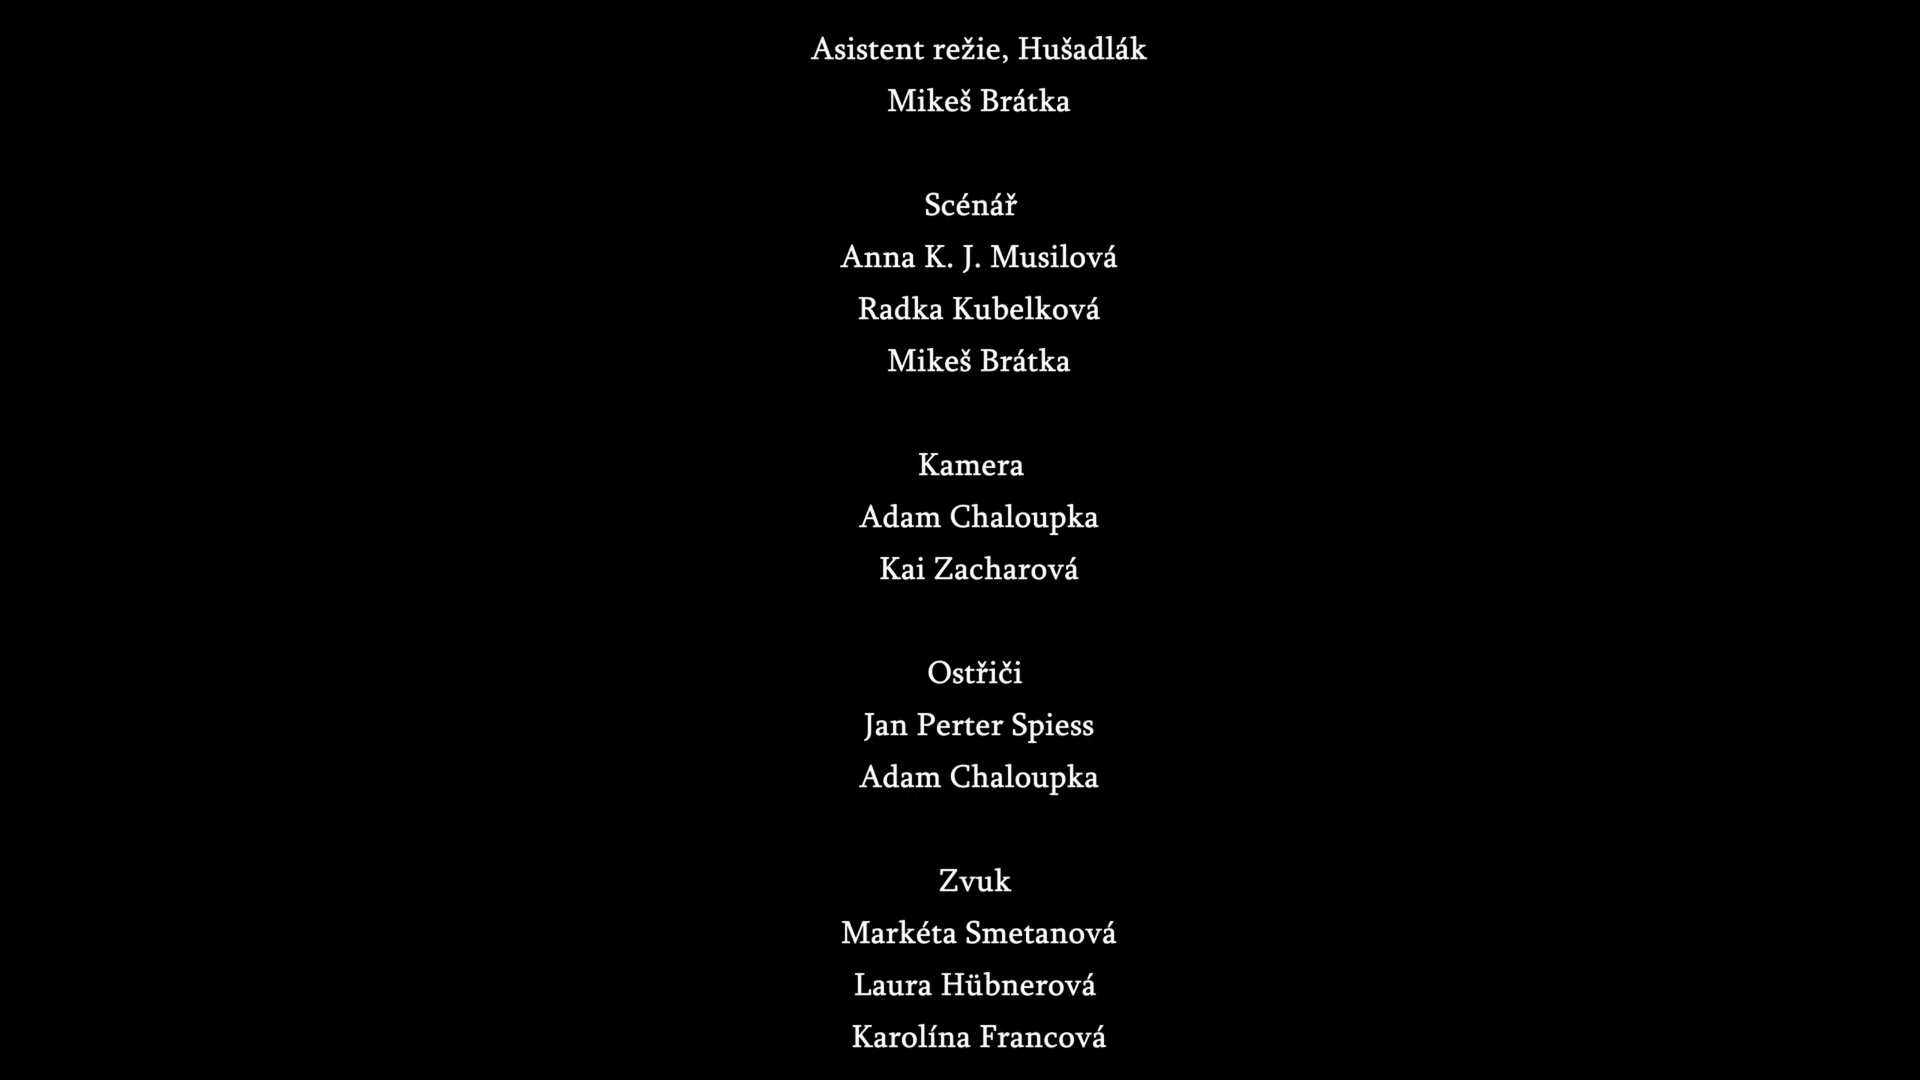 Asistent režie, Hušadlák
Mikeš Brátka
Scénář
Anna K. J. Musilová
Radka Kubelková
Mikeš Brátka
Kamera
Adam Chaloupka
Kai Zacharová
Ostřiči
Jan Perter Spiess
Adam Chaloupka
Zvuk
Markéta Smetanová
Laura Hübnerová
Karolína Francová